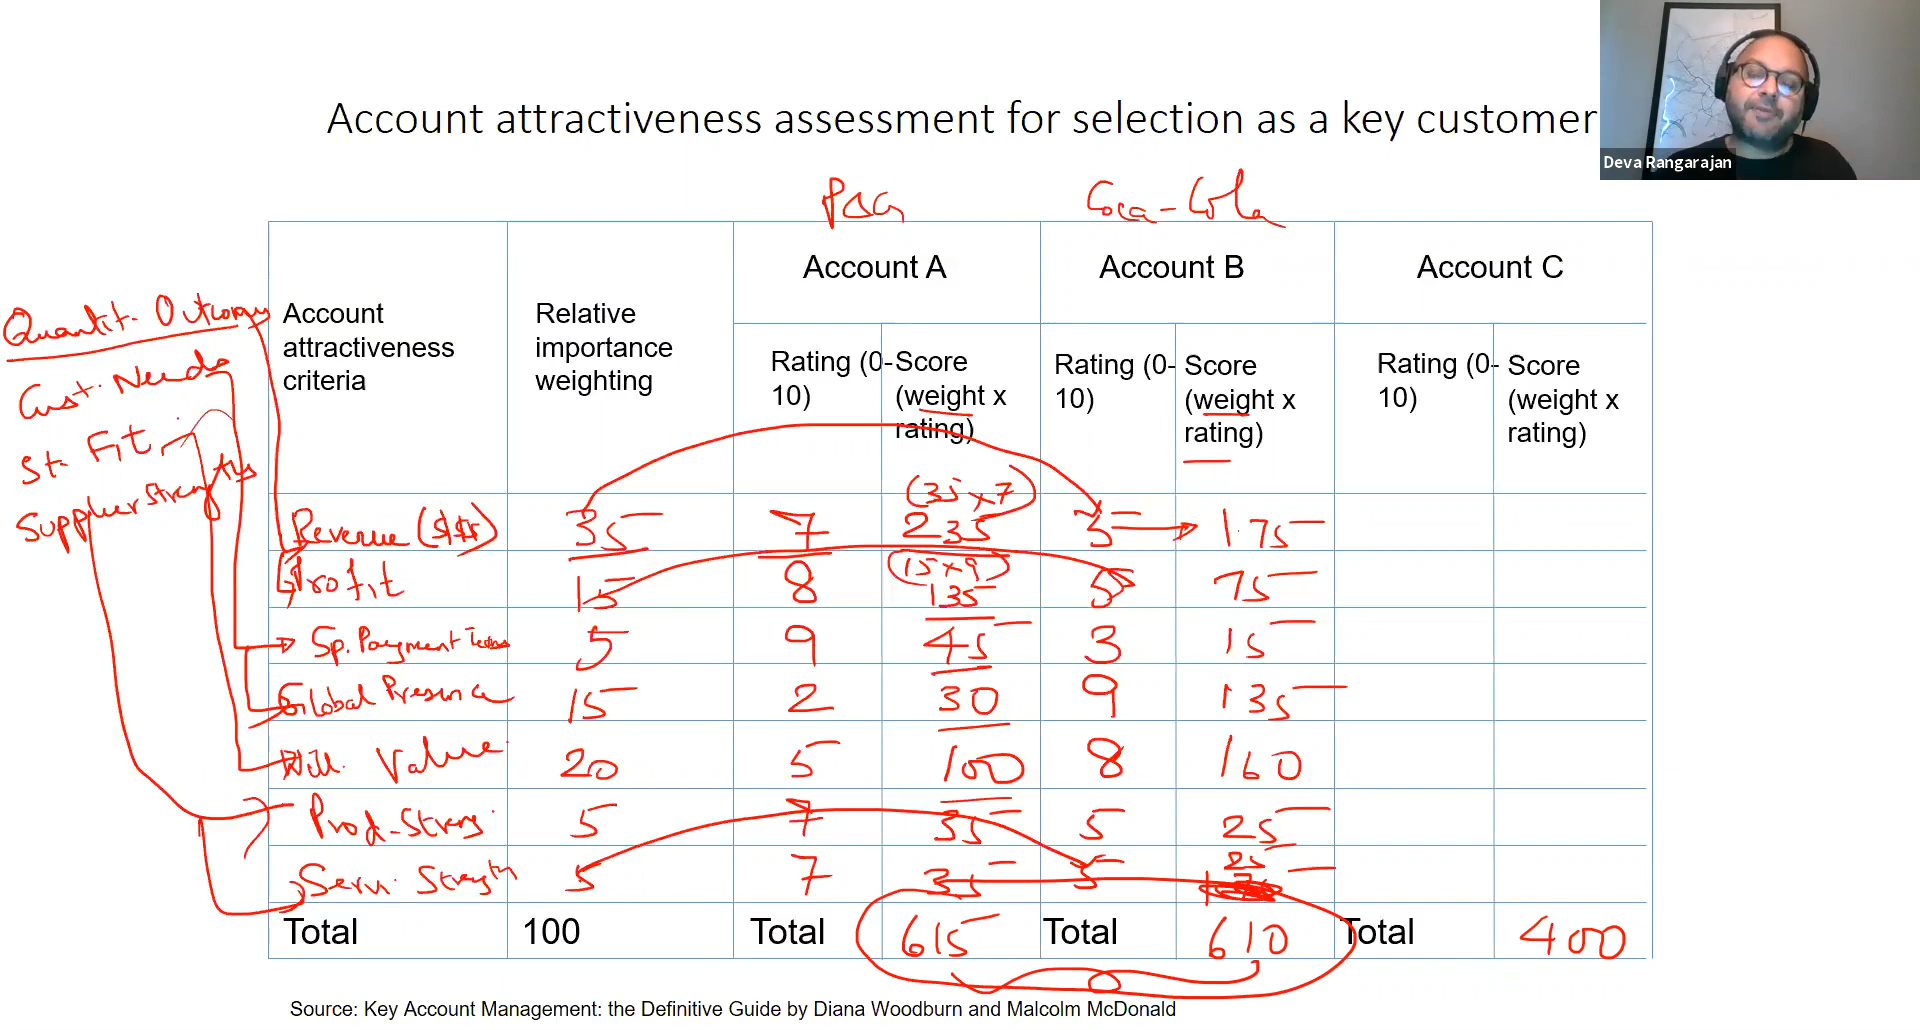 Account attractiveness assessment for selection as a key customer
Deva Rangarajan
P&G Coca-Cola
Account A Account B Account C
Account attractiveness criteria
Relative importance weighting
Rating (0-10) Score (weight x rating) Rating (0-10) Score (weight x rating) Rating (0-10) Score (weight x rating)
Quantit. Outcomes
Cust. Needs
St. Fit
Supplier Strengths
(35 x 7)
Revenue ($$$) 35 7 235 5 175
(15 x 9)
Profit 15 8 135 5 75
Sp. Payment Terms 5 9 45 3 15
Global Presence 15 2 30 9 135
Will. Value 20 5 100 8 160
Prod. Streng. 5 7 35 5 25
Serv. Strength 5 7 35 5 25
Total 100 Total 615 Total 610 Total 400
Source: Key Account Management: the Definitive Guide by Diana Woodburn and Malcolm McDonald